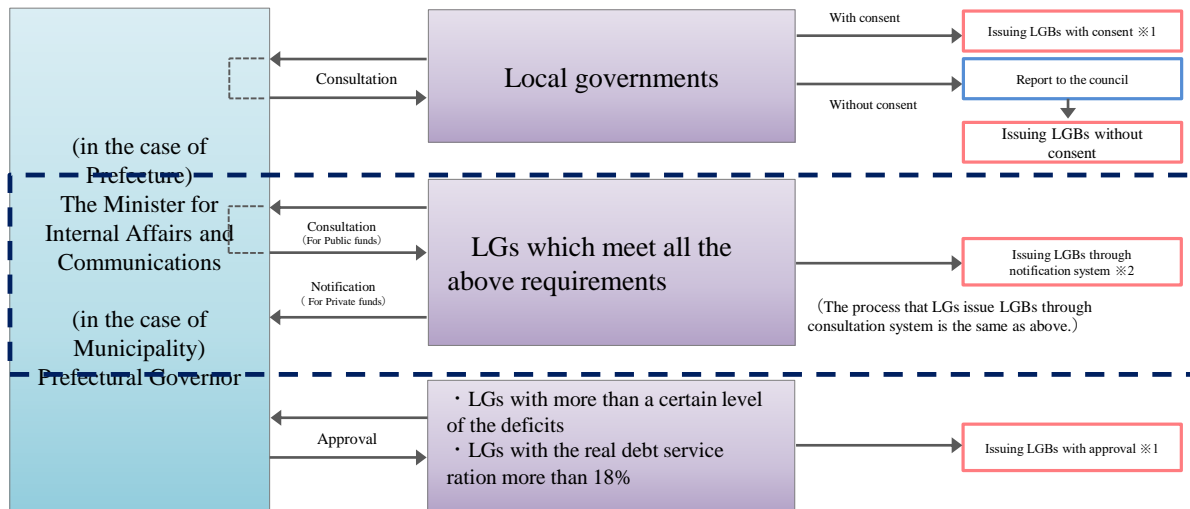 (in the case of
Prefecture)
The Minister for
Internal Affairs and
Communications
(in the case of
Municipality)
Prefectural Governor
Consultation
Local governments
With consent
Without consent
Issuing LGBs with consent ※1
Report to the council
Issuing LGBs without
consent
Consultation
（For Public funds）
Notification
（ For Private funds）
LGs which meet all the
above requirements
Issuing LGBs through
notification system ※2
（The process that LGs issue LGBs through
consultation system is the same as above.）
Approval
・LGs with more than a certain level
of the deficits
・LGs with the real debt service
ration more than 18%
Issuing LGBs with approval ※1